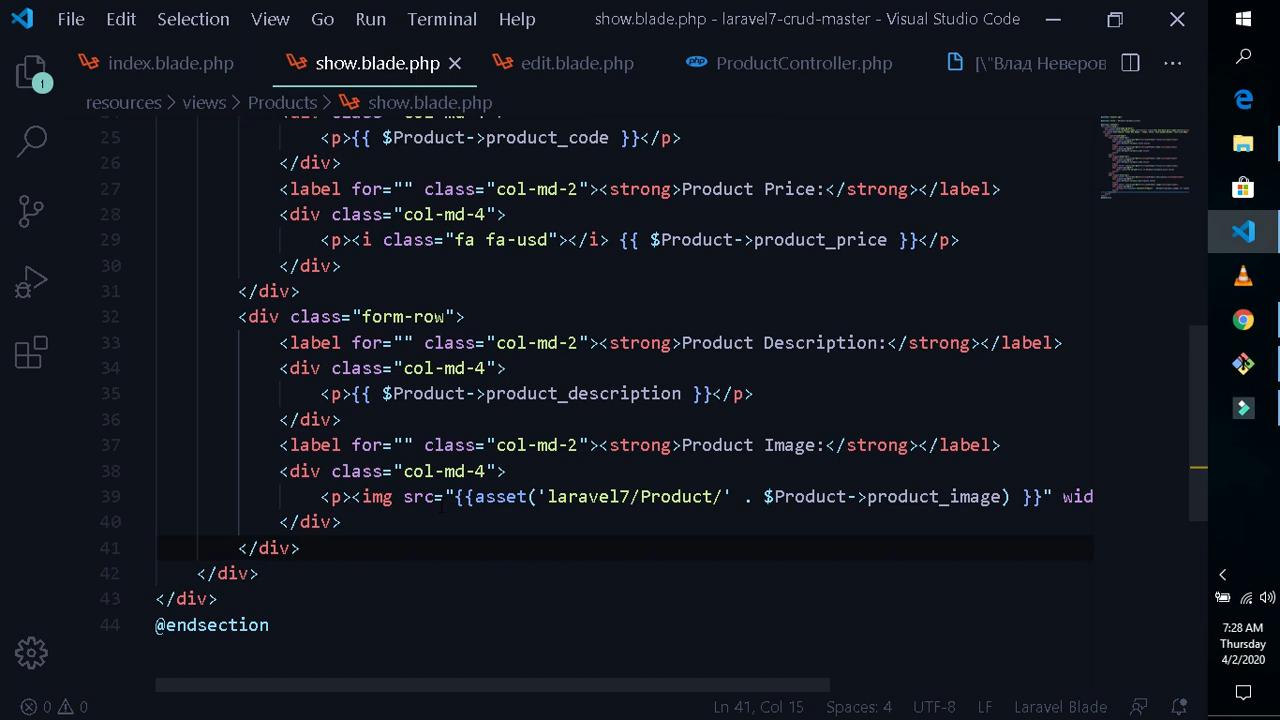 File Edit Selection View Go Run Terminal Help show.blade.php - laravel7-crud-master - Visual Studio Code
index.blade.php show.blade.php edit.blade.php ProductController.php [\"Влад Неверов
1
resources > views > Products > show.blade.php
25 <p>{{ $Product->product_code }}</p>
26 </div>
27 <label for="" class="col-md-2"><strong>Product Price:</strong></label>
28 <div class="col-md-4">
29 <p><i class="fa fa-usd"></i> {{ $Product->product_price }}</p>
30 </div>
31 </div>
32 <div class="form-row">
33 <label for="" class="col-md-2"><strong>Product Description:</strong></label>
34 <div class="col-md-4">
35 <p>{{ $Product->product_description }}</p>
36 </div>
37 <label for="" class="col-md-2"><strong>Product Image:</strong></label>
38 <div class="col-md-4">
39 <p><img src="{{asset('laravel7/Product/' . $Product->product_image) }}" wid
40 </div>
41 </div>
42 </div>
43 </div>
44 @endsection
7:28 AM
Thursday
4/2/2020
0 0 Ln 41, Col 15 Spaces: 4 UTF-8 LF Laravel Blade